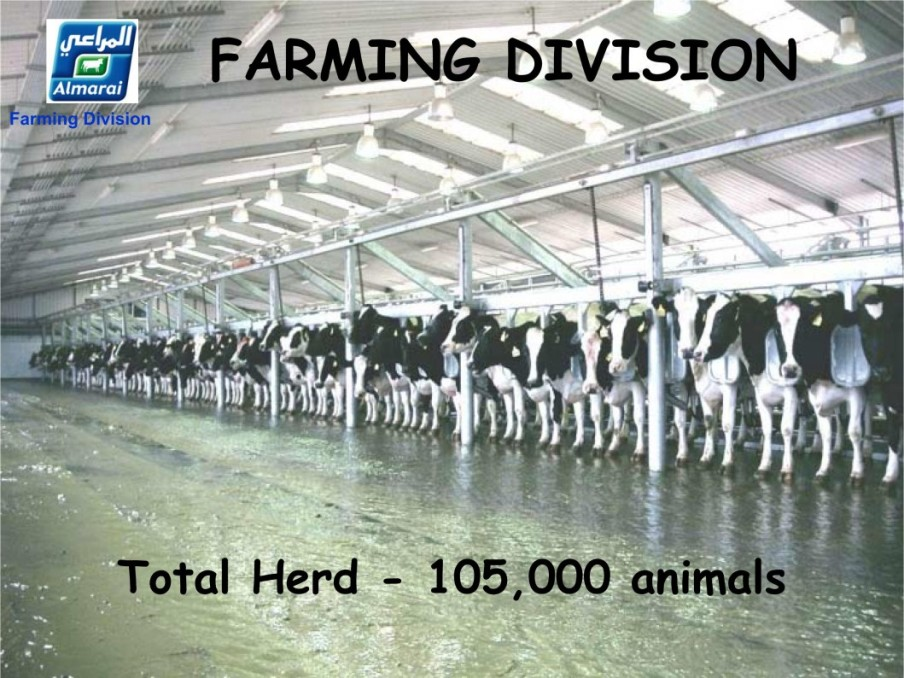 المراعي
Almarai
Farming Division
FARMING DIVISION
Total Herd - 105,000 animals